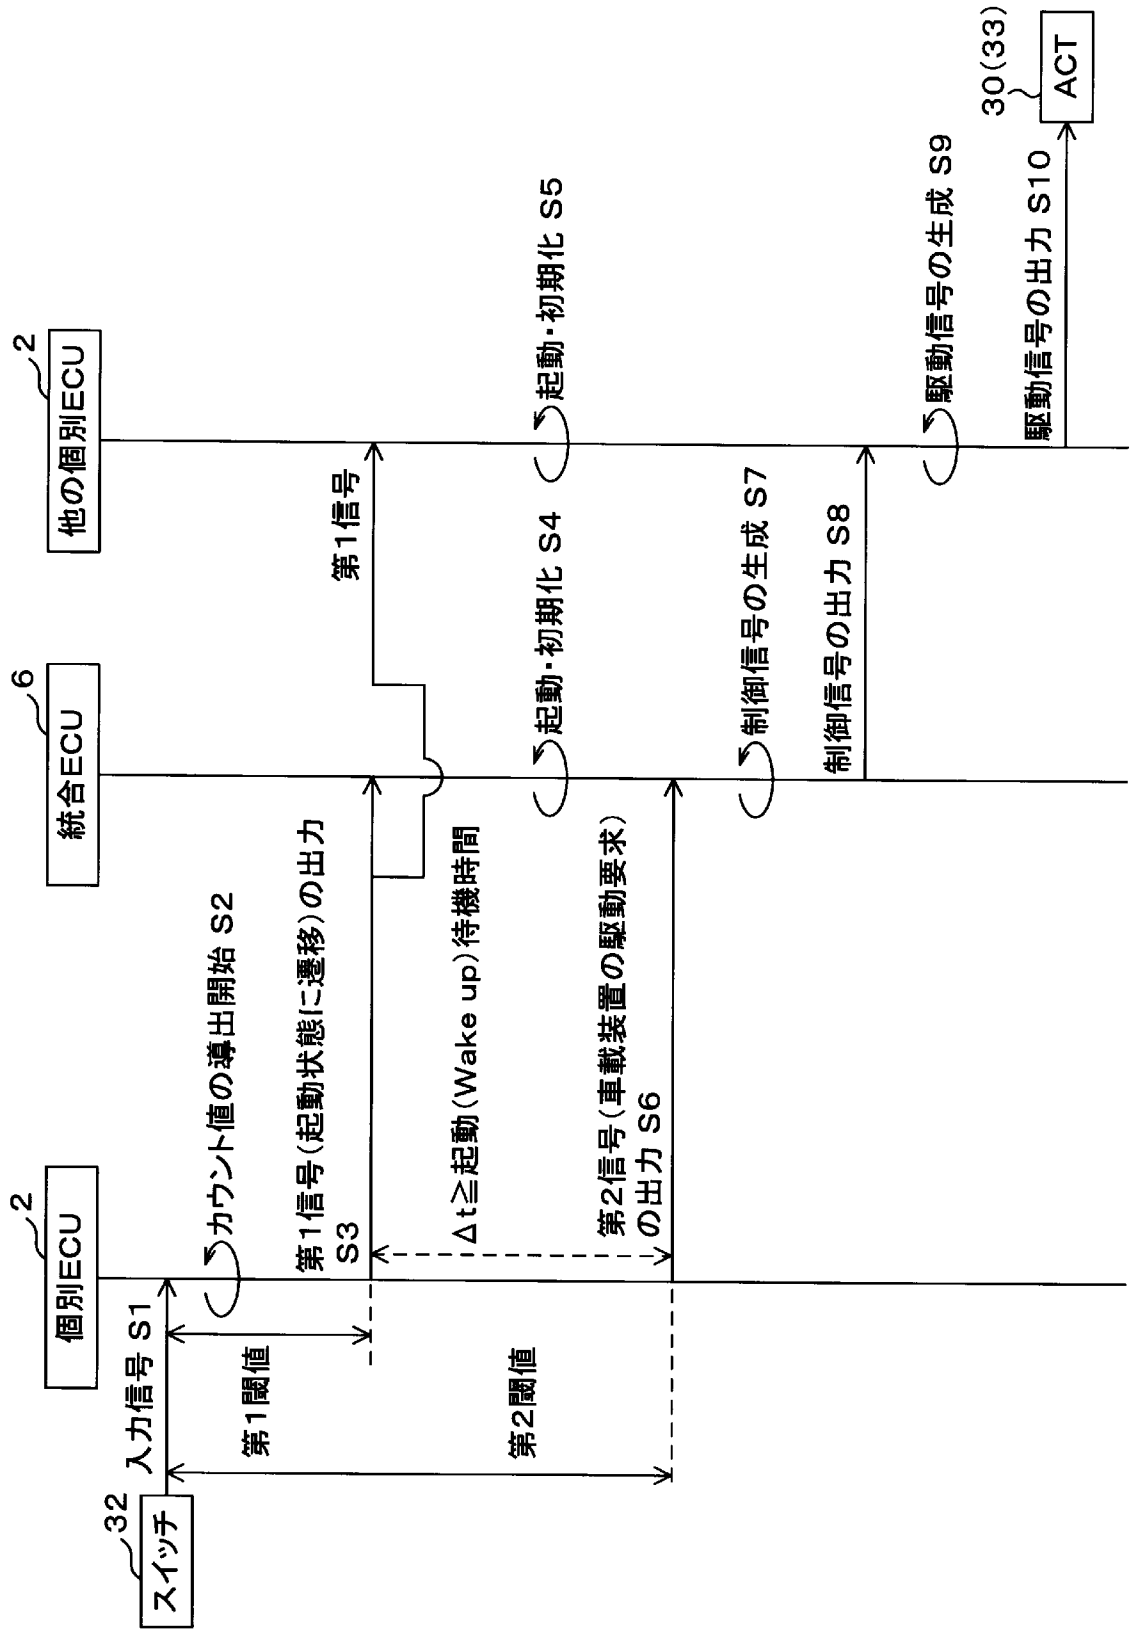 32
スイッチ
入力信号 S1
2
個別ECU
6
統合ECU
2
他の個別ECU
カウント値の導出開始 S2
第1閾値
第1信号(起動状態に遷移)の出力
S3
第1信号
Δt≧起動(Wake up)待機時間
起動・初期化 S4
起動・初期化 S5
第2閾値
第2信号(車載装置の駆動要求)
の出力 S6
制御信号の生成 S7
制御信号の出力 S8
駆動信号の生成 S9
駆動信号の出力 S10
30(33)
ACT